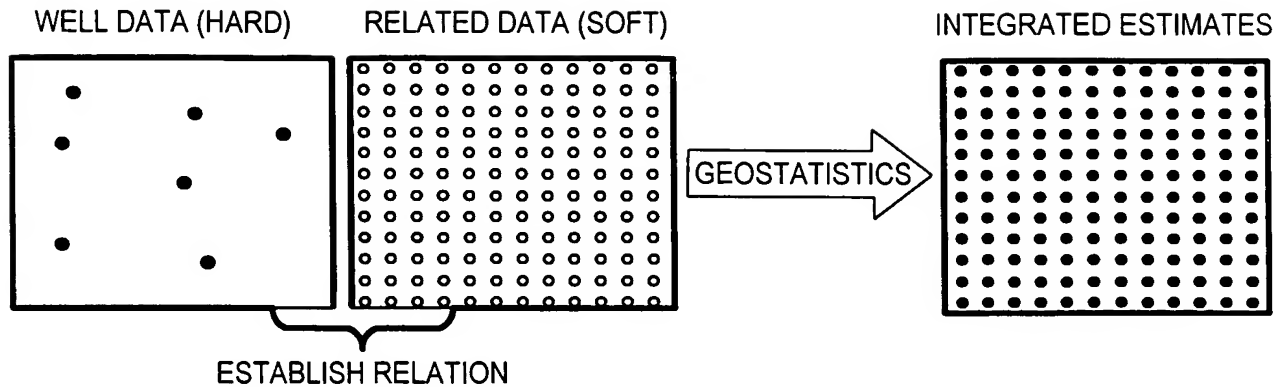 WELL DATA (HARD)
RELATED DATA (SOFT)
INTEGRATED ESTIMATES
GEOSTATISTICS
ESTABLISH RELATION